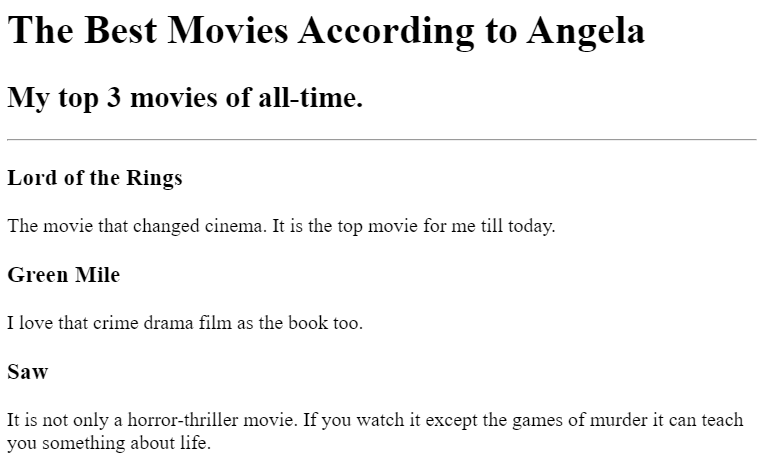 The Best Movies According to Angela
My top 3 movies of all-time.
Lord of the Rings
The movie that changed cinema. It is the top movie for me till today.
Green Mile
I love that crime drama film as the book too.
Saw
It is not only a horror-thriller movie. If you watch it except the games of murder it can teach
you something about life.